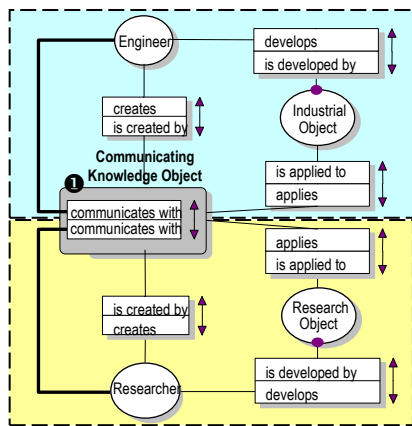 Engineer
develops
is developed by
creates
is created by
Industrial
Object
Communicating
Knowledge Object
❶
is applied to
applies
communicates with
communicates with
applies
is applied to
is created by
creates
Research
Object
Researcher
is developed by
develops